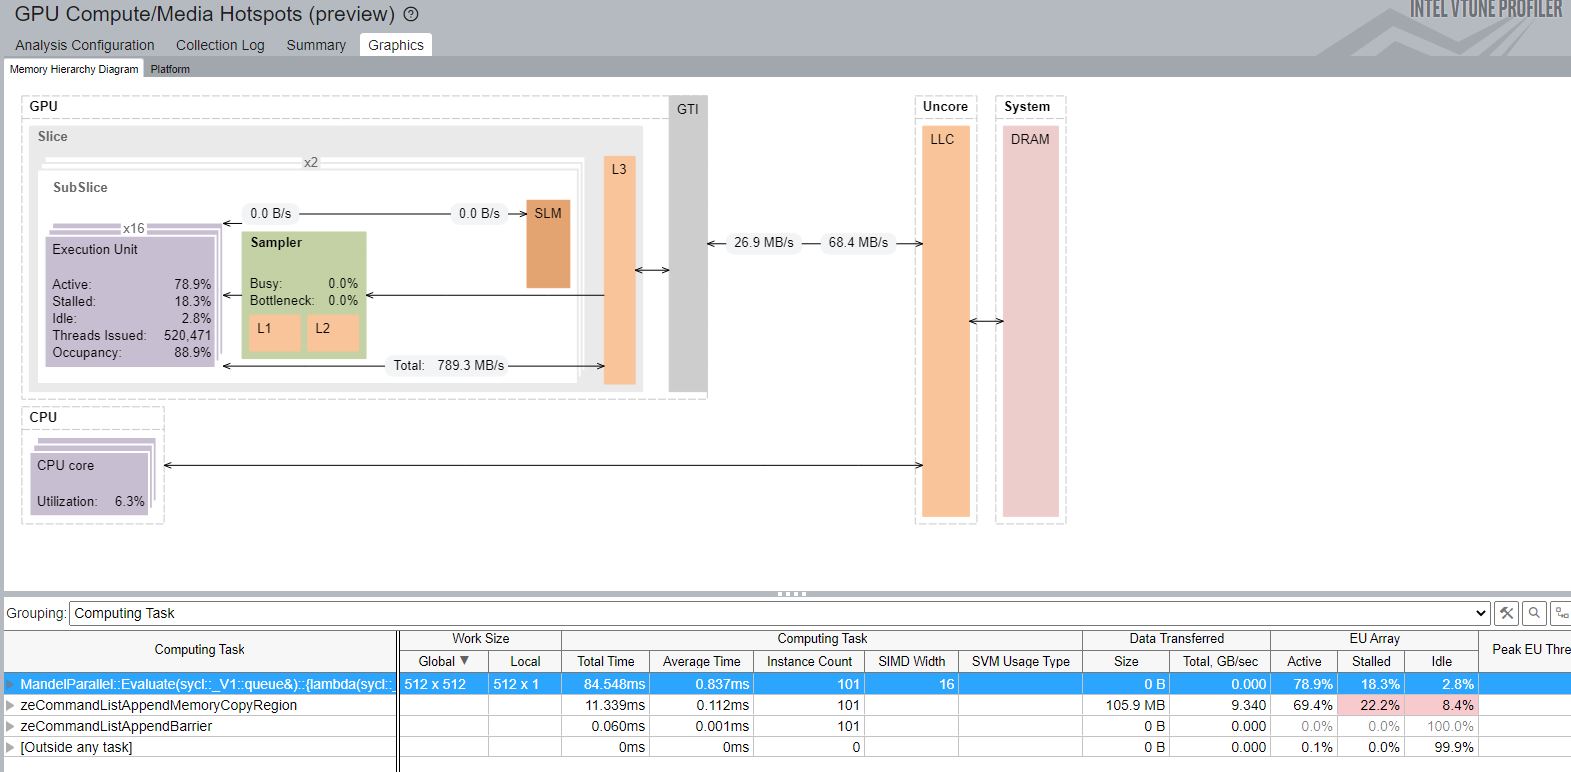 GPU Compute/Media Hotspots (preview)
INTEL VTUNE PROFILER
Analysis Configuration Collection Log Summary Graphics
Memory Hierarchy Diagram Platform
GPU
GTI
Slice
x2
SubSlice
L3
0.0 B/s 0.0 B/s
SLM
x16
Execution Unit
Active: 78.9%
Stalled: 18.3%
Idle: 2.8%
Threads Issued: 520,471
Occupancy: 88.9%
Sampler
Busy: 0.0%
Bottleneck: 0.0%
L1 L2
Total: 789.3 MB/s
26.9 MB/s 68.4 MB/s
Uncore
LLC
System
DRAM
CPU
CPU core
Utilization: 6.3%
Grouping: Computing Task
Computing Task Work Size Computing Task Data Transferred EU Array Peak EU Thre
Global Local Total Time Average Time Instance Count SIMD Width SVM Usage Type Size Total, GB/sec Active Stalled Idle
MandelParallel::Evaluate(sycl::_V1::queue&)::{lambda(sycl::_ 512 x 512 512 x 1 84.548ms 0.837ms 101 16 0 B 0.000 78.9% 18.3% 2.8%
zeCommandListAppendMemoryCopyRegion 11.339ms 0.112ms 101 105.9 MB 9.340 69.4% 22.2% 8.4%
zeCommandListAppendBarrier 0.060ms 0.001ms 101 0 B 0.000 0.0% 0.0% 100.0%
[Outside any task] 0ms 0ms 0 0 B 0.000 0.1% 0.0% 99.9%